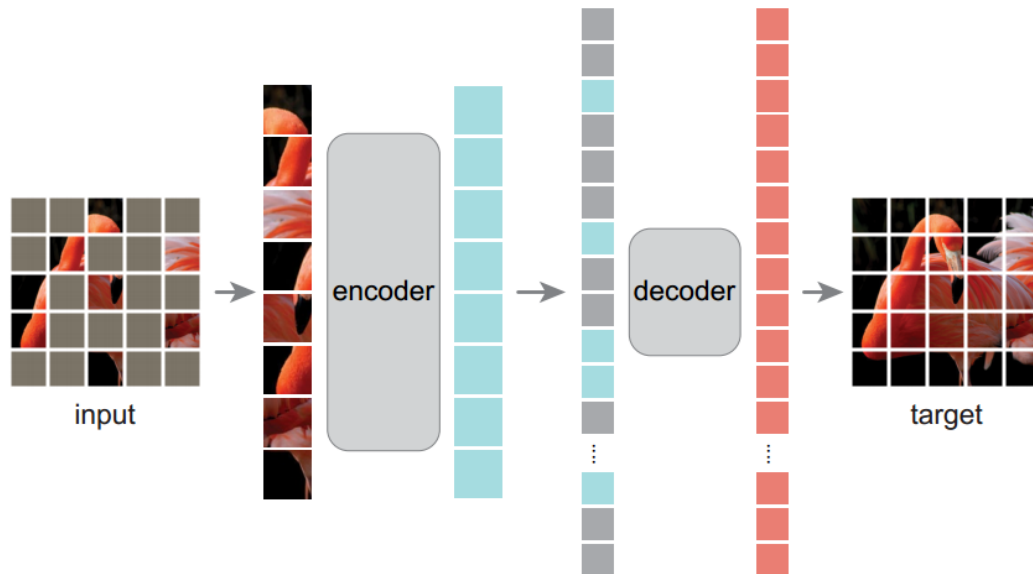 input
encoder
decoder
target